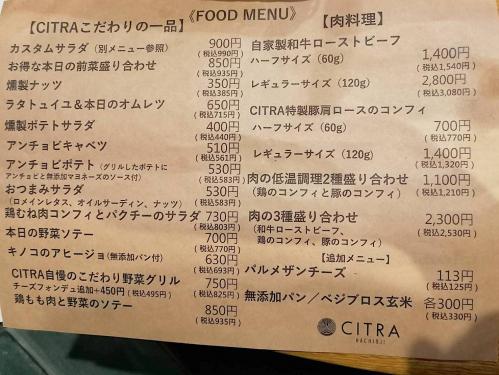 《FOOD MENU》
【CITRAこだわりの一品】
カスタムサラダ（別メニュー参照） 900円
(税込990円)
お得な本日の前菜盛り合わせ 850円
(税込935円)
燻製ナッツ 350円
(税込385円)
ラタトゥイユ＆本日のオムレツ 650円
(税込715円)
燻製ポテトサラダ 400円
(税込440円)
アンチョビキャベツ 510円
(税込561円)
アンチョビポテト（グリルしたポテトに 530円
アンチョビと無添加マヨネーズのソース付） (税込583円)
おつまみサラダ 530円
（ロメインレタス、オイルサーディン、ナッツ） (税込583円)
鶏むね肉コンフィとパクチーのサラダ 730円
(税込803円)
本日の野菜ソテー 700円
(税込770円)
キノコのアヒージョ（無添加パン付） 630円
(税込693円)
CITRA自慢のこだわり野菜グリル 750円
チーズフォンデュ追加+450円（税込495円） (税込825円)
鶏もも肉と野菜のソテー 850円
(税込935円)
【肉料理】
自家製和牛ローストビーフ
ハーフサイズ（60g） 1,400円
(税込1,540円)
レギュラーサイズ（120g） 2,800円
(税込3,080円)
CITRA特製豚肩ロースのコンフィ
ハーフサイズ（60g） 700円
(税込770円)
レギュラーサイズ（120g） 1,400円
(税込1,320円)
肉の低温調理2種盛り合わせ 1,100円
（鶏のコンフィと豚のコンフィ） (税込1,210円)
肉の3種盛り合わせ 2,300円
（和牛ローストビーフ、 (税込2,530円)
鶏のコンフィ、豚のコンフィ）
［追加メニュー］
パルメザンチーズ 113円
(税込125円)
無添加パン／ベジブロス玄米 各300円
(税込330円)
CITRA
HACHIOJI